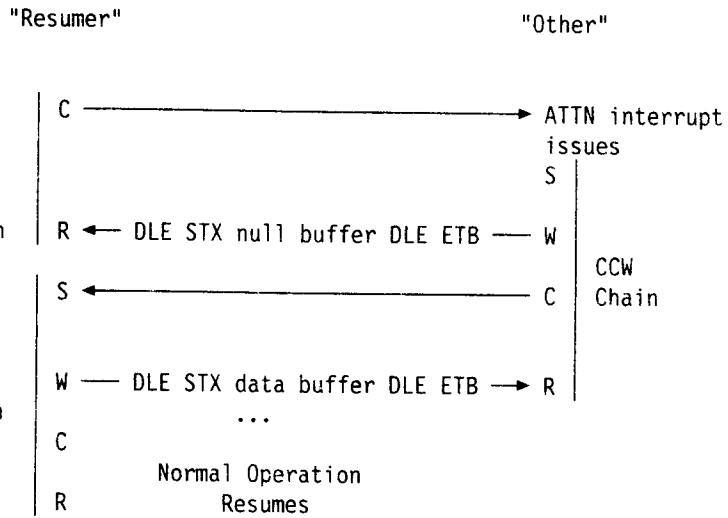 "Resumer" "Other"
C ATTN interrupt
issues
S
R DLE STX null buffer DLE ETB W
CCW
S C Chain
W DLE STX data buffer DLE ETB R
...
C
Normal Operation
R Resumes